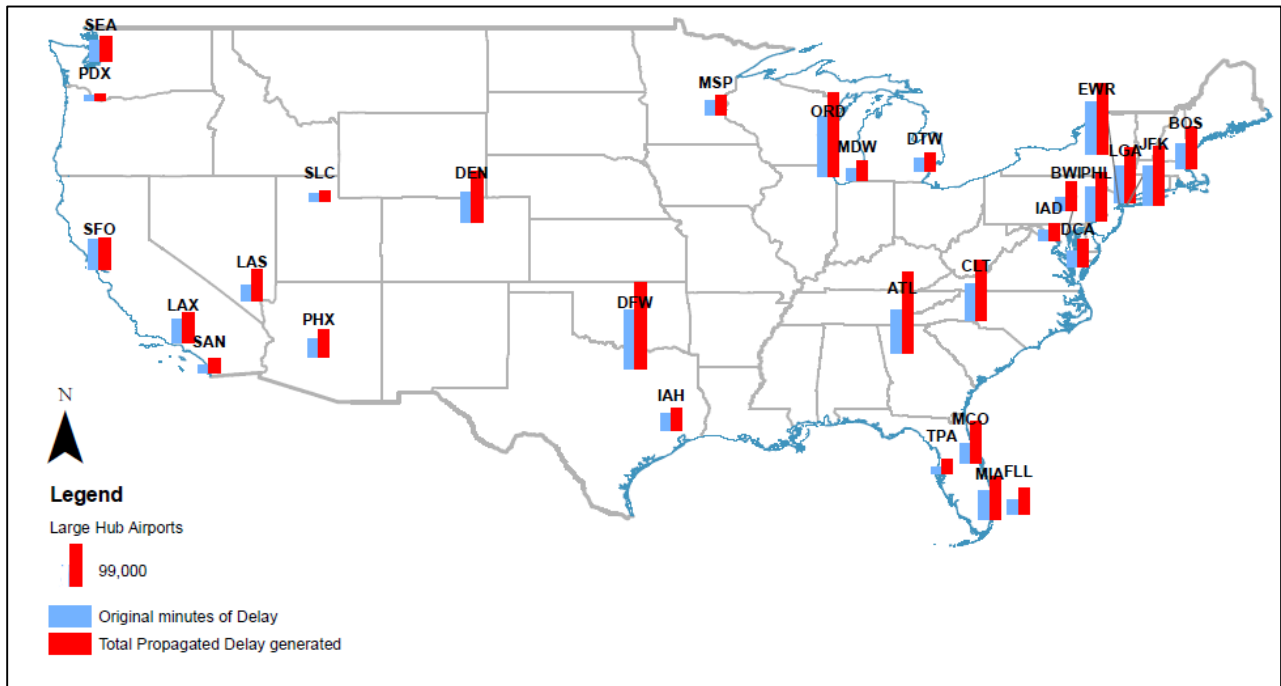 SEA
PDX
MSP
EWR
ORD
BOS
MDW
DTW
LGA
JFK
SLC
DEN
BWI
PHL
IAD
SFO
DCA
LAS
CLT
ATL
LAX
DFW
PHX
SAN
IAH
N
MCO
TPA
MIA
FLL
Legend
Large Hub Airports
99,000
Original minutes of Delay
Total Propagated Delay generated